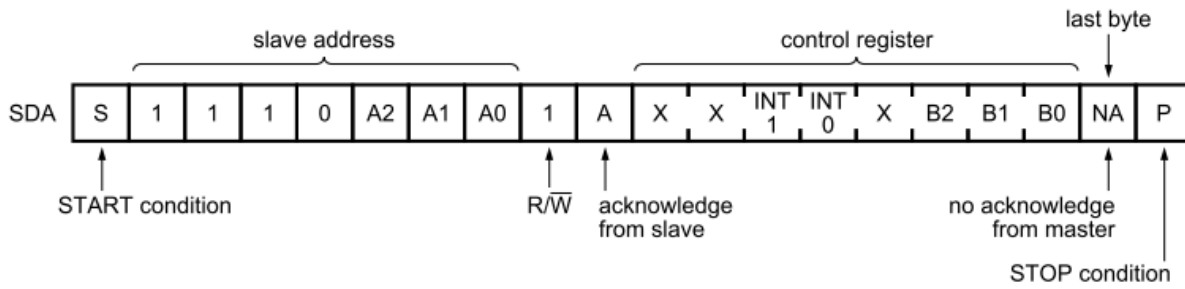 last byte
slave address control register
SDA S 1 1 1 0 A2 A1 A0 1 A X X INT 1 INT 0 X B2 B1 B0 NA P
START condition R/W̅ acknowledge from slave no acknowledge from master
STOP condition